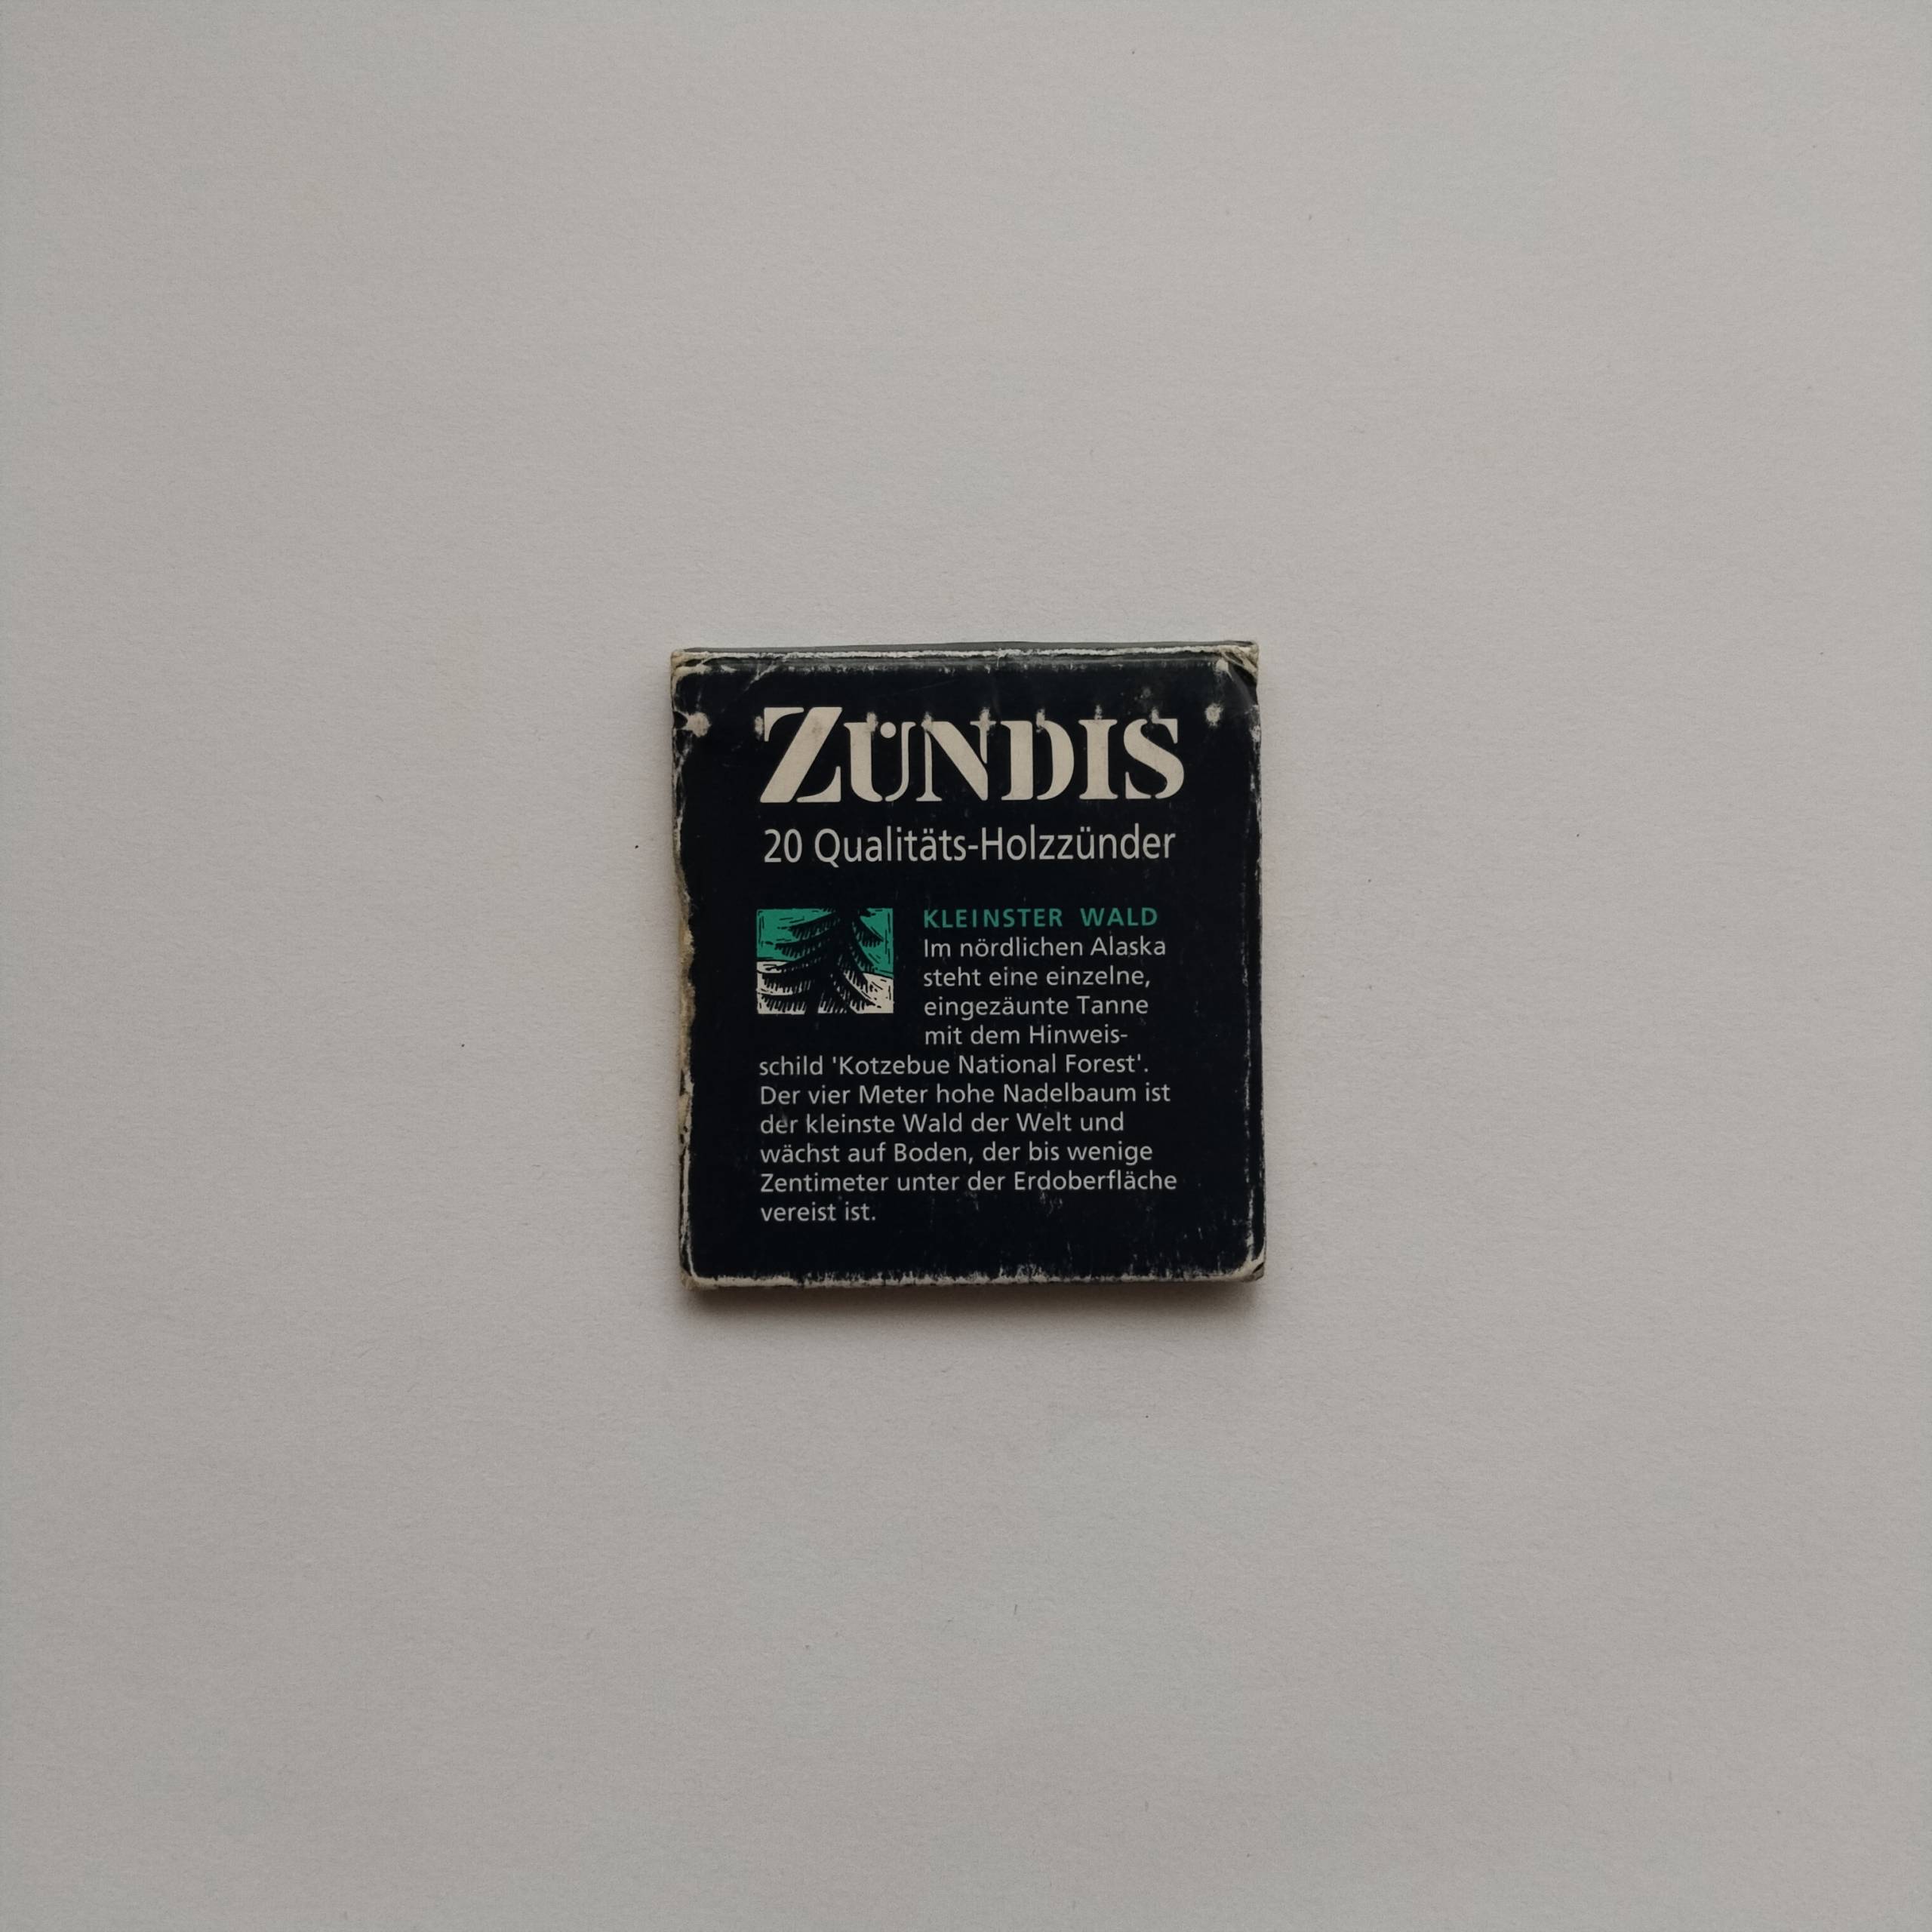 ZÜNDIS
20 Qualitäts-Holzzünder
KLEINSTER WALD
Im nördlichen Alaska
steht eine einzelne,
eingezäunte Tanne
mit dem Hinweis-
schild 'Kotzebue National Forest'.
Der vier Meter hohe Nadelbaum ist
der kleinste Wald der Welt und
wächst auf Boden, der bis wenige
Zentimeter unter der Erdoberfläche
vereist ist.